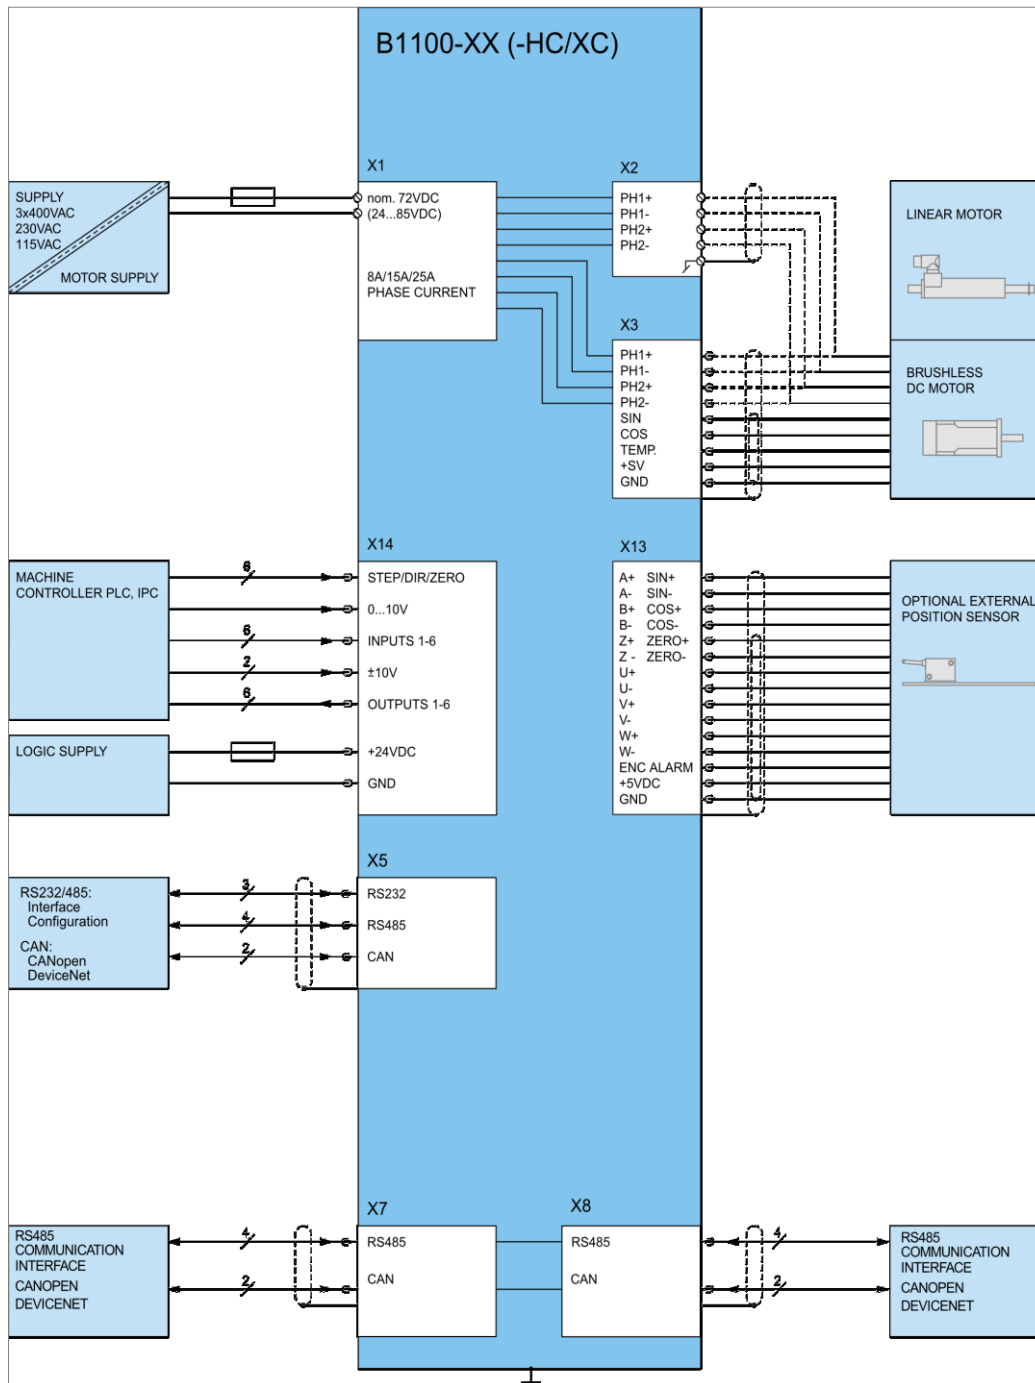 B1100-XX (-HC/XC)
X1
X2
SUPPLY
3x400VAC
230VAC
115VAC
MOTOR SUPPLY
nom. 72VDC
(24...85VDC)
8A/15A/25A
PHASE CURRENT
PH1+
PH1-
PH2+
PH2-
LINEAR MOTOR
X3
PH1+
PH1-
PH2+
PH2-
SIN
COS
TEMP.
+SV
GND
BRUSHLESS
DC MOTOR
X14
MACHINE
CONTROLLER PLC, IPC
6
STEP/DIR/ZERO
0...10V
6
INPUTS 1-6
2
±10V
6
OUTPUTS 1-6
LOGIC SUPPLY
+24VDC
GND
X13
A+ SIN+
A- SIN-
B+ COS+
B- COS-
Z+ ZERO+
Z - ZERO-
U+
U-
V+
V-
W+
W-
ENC ALARM
+5VDC
GND
OPTIONAL EXTERNAL
POSITION SENSOR
X5
RS232/485:
Interface
Configuration
CAN:
CANopen
DeviceNet
3
RS232
4
RS485
2
CAN
X7
X8
RS485
COMMUNICATION
INTERFACE
CANOPEN
DEVICENET
4
RS485
2
CAN
RS485
4
CAN
2
RS485
COMMUNICATION
INTERFACE
CANOPEN
DEVICENET